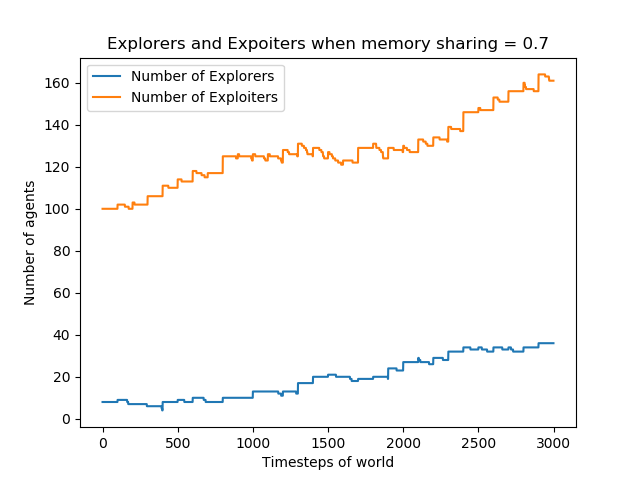 Explorers and Expoiters when memory sharing = 0.7
Number of Explorers
Number of Exploiters
160
140
120
100
80
60
40
20
0
Number of agents
0 500 1000 1500 2000 2500 3000
Timesteps of world